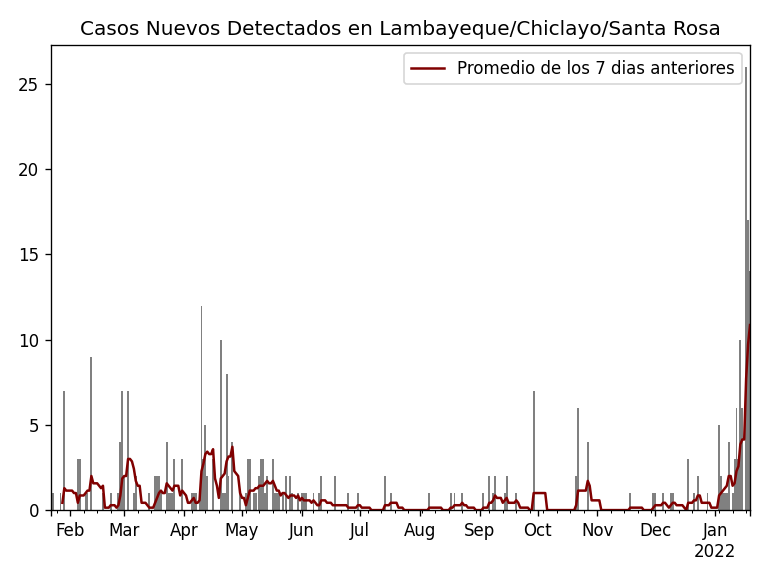 Casos Nuevos Detectados en Lambayeque/Chiclayo/Santa Rosa
Promedio de los 7 dias anteriores
25
20
15
10
5
0
Feb Mar Apr May Jun Jul Aug Sep Oct Nov Dec Jan
2022